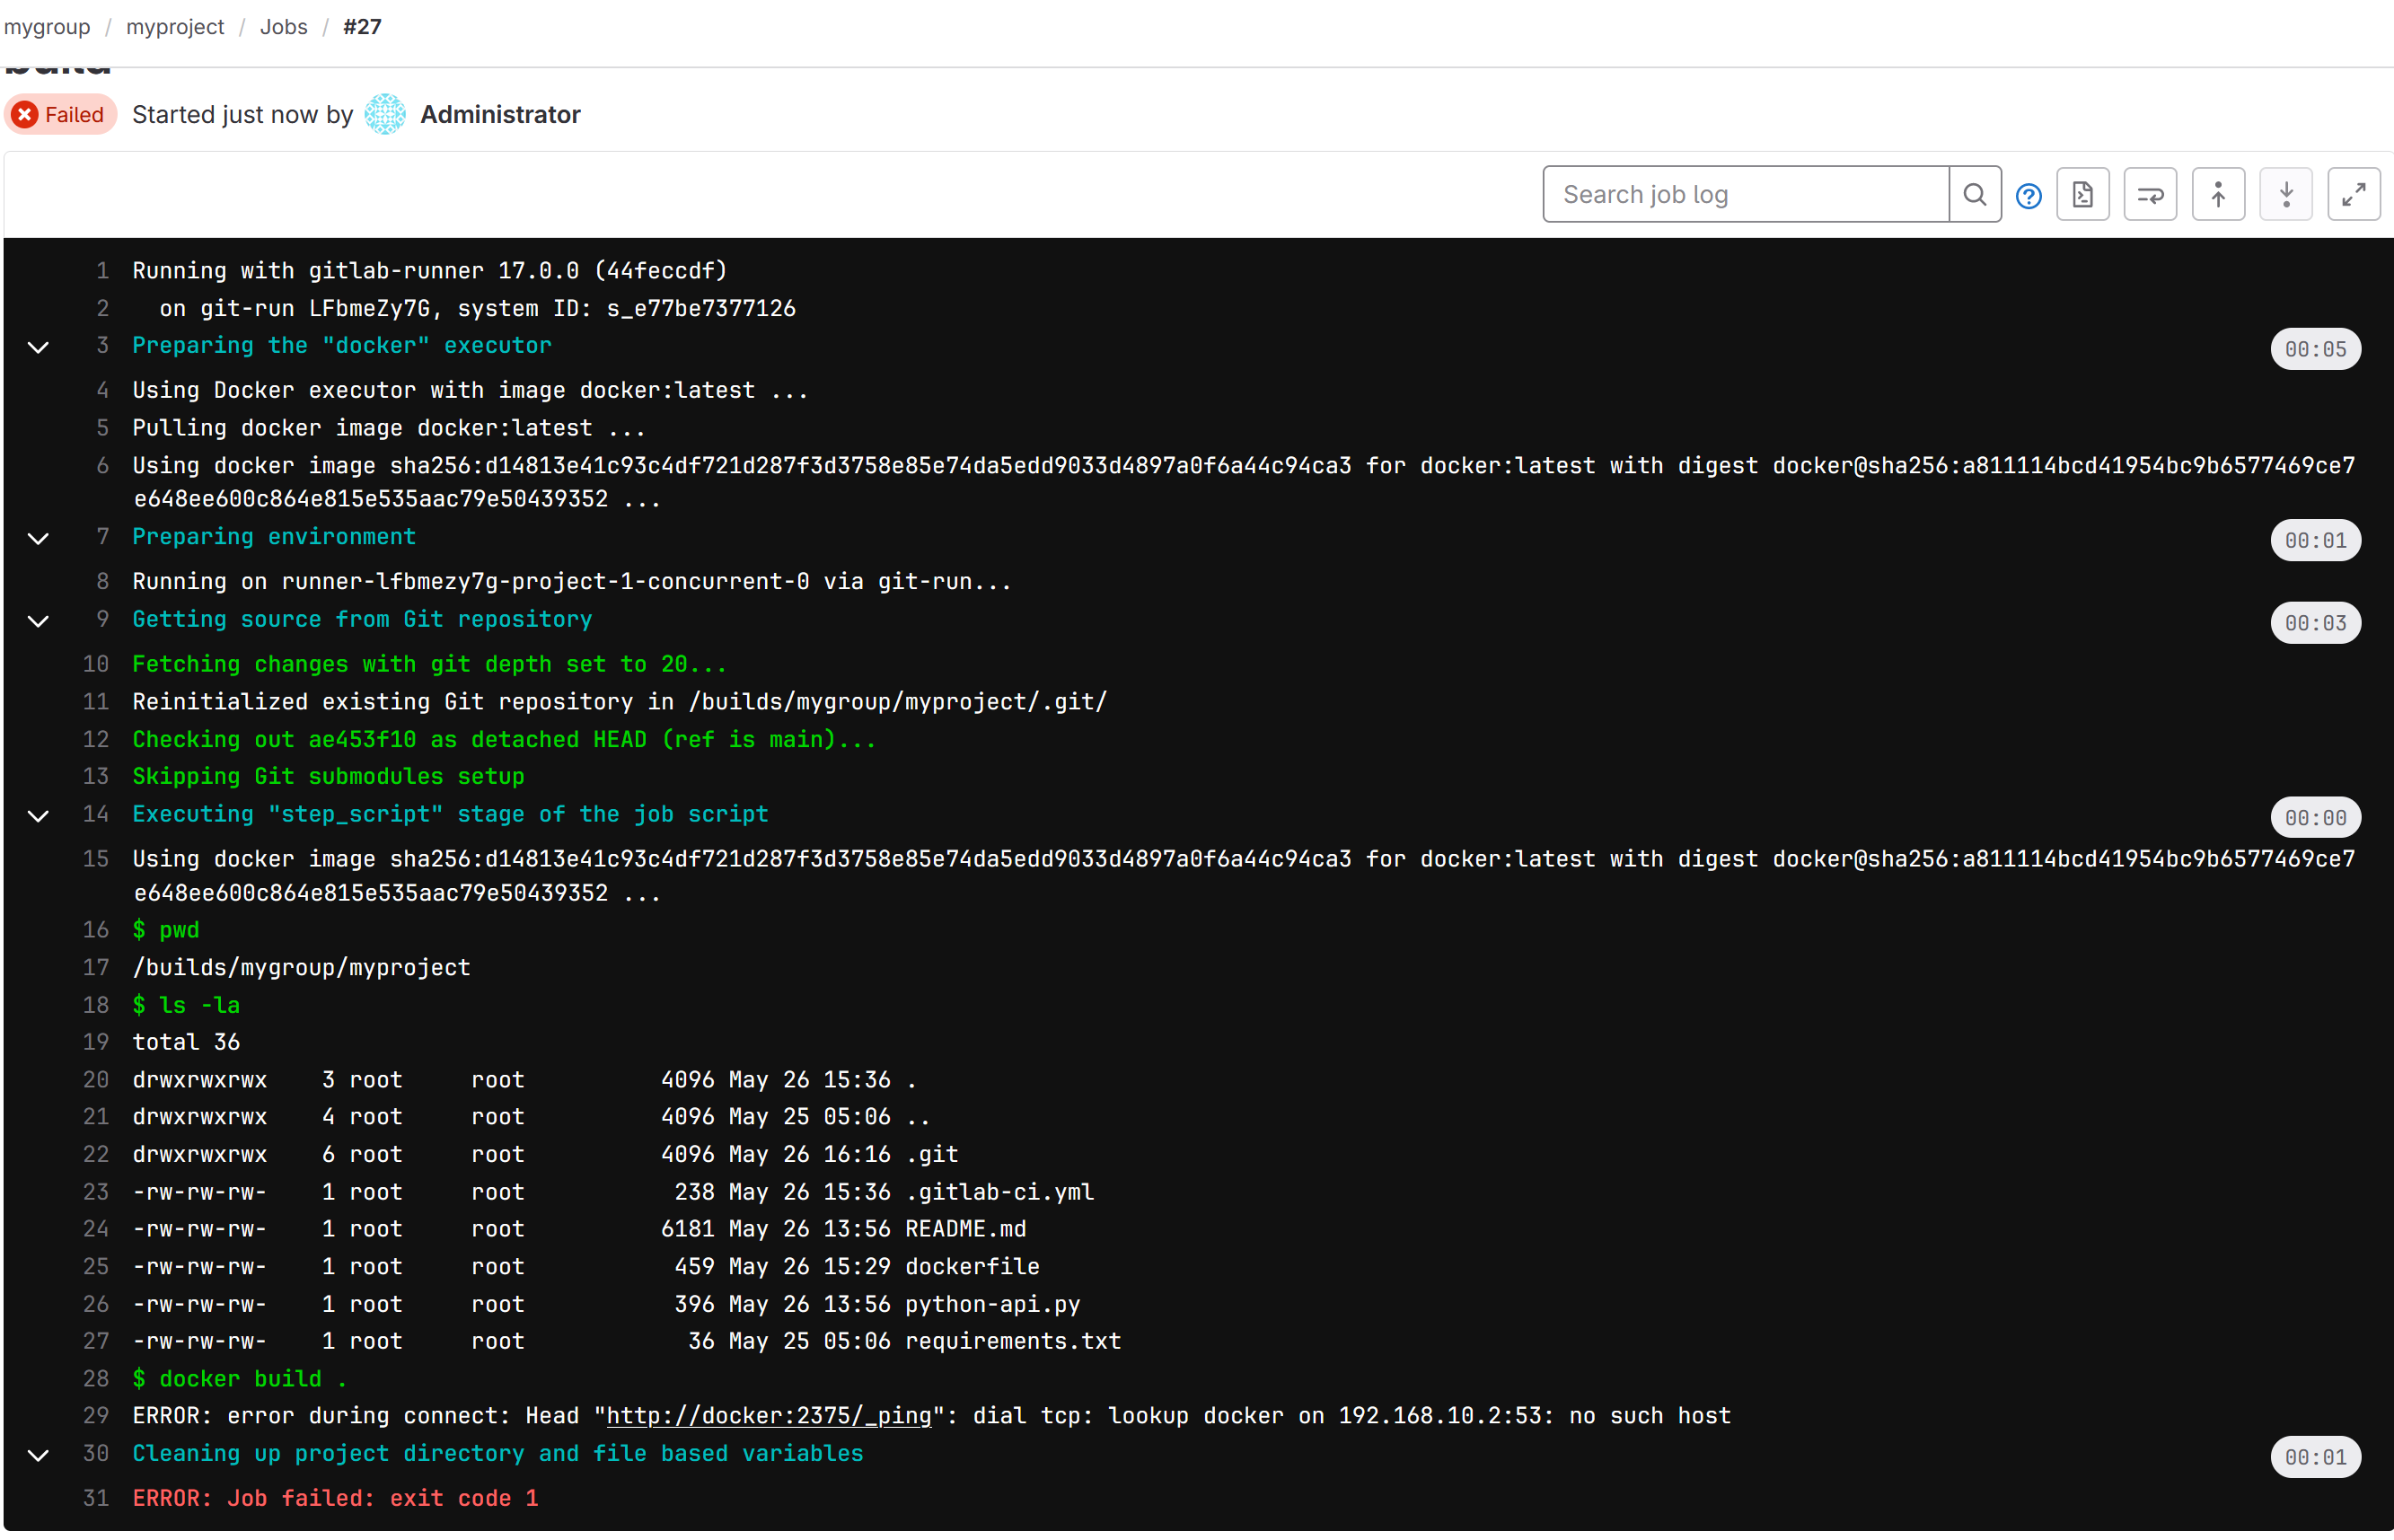 mygroup / myproject / Jobs / #27
build
Failed Started just now by Administrator
Search job log
1 Running with gitlab-runner 17.0.0 (44feccdf)
2 on git-run LFbmeZy7G, system ID: s_e77be7377126
3 Preparing the "docker" executor 00:05
4 Using Docker executor with image docker:latest ...
5 Pulling docker image docker:latest ...
6 Using docker image sha256:d14813e41c93c4df721d287f3d3758e85e74da5edd9033d4897a0f6a44c94ca3 for docker:latest with digest docker@sha256:a811114bcd41954bc9b6577469ce7
e648ee600c864e815e535aac79e50439352 ...
7 Preparing environment 00:01
8 Running on runner-lfbmezy7g-project-1-concurrent-0 via git-run...
9 Getting source from Git repository 00:03
10 Fetching changes with git depth set to 20...
11 Reinitialized existing Git repository in /builds/mygroup/myproject/.git/
12 Checking out ae453f10 as detached HEAD (ref is main)...
13 Skipping Git submodules setup
14 Executing "step_script" stage of the job script 00:00
15 Using docker image sha256:d14813e41c93c4df721d287f3d3758e85e74da5edd9033d4897a0f6a44c94ca3 for docker:latest with digest docker@sha256:a811114bcd41954bc9b6577469ce7
e648ee600c864e815e535aac79e50439352 ...
16 $ pwd
17 /builds/mygroup/myproject
18 $ ls -la
19 total 36
20 drwxrwxrwx 3 root root 4096 May 26 15:36 .
21 drwxrwxrwx 4 root root 4096 May 25 05:06 ..
22 drwxrwxrwx 6 root root 4096 May 26 16:16 .git
23 -rw-rw-rw- 1 root root 238 May 26 15:36 .gitlab-ci.yml
24 -rw-rw-rw- 1 root root 6181 May 26 13:56 README.md
25 -rw-rw-rw- 1 root root 459 May 26 15:29 dockerfile
26 -rw-rw-rw- 1 root root 396 May 26 13:56 python-api.py
27 -rw-rw-rw- 1 root root 36 May 25 05:06 requirements.txt
28 $ docker build .
29 ERROR: error during connect: Head "http://docker:2375/_ping": dial tcp: lookup docker on 192.168.10.2:53: no such host
30 Cleaning up project directory and file based variables 00:01
31 ERROR: Job failed: exit code 1